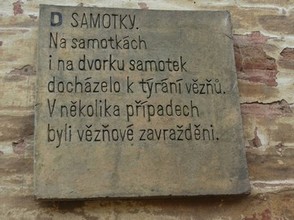 D SAMOTKY.
Na samotkách
i na dvorku samotek
docházelo k týrání vězňů.
V několika případech
byli vězňové zavražděni.